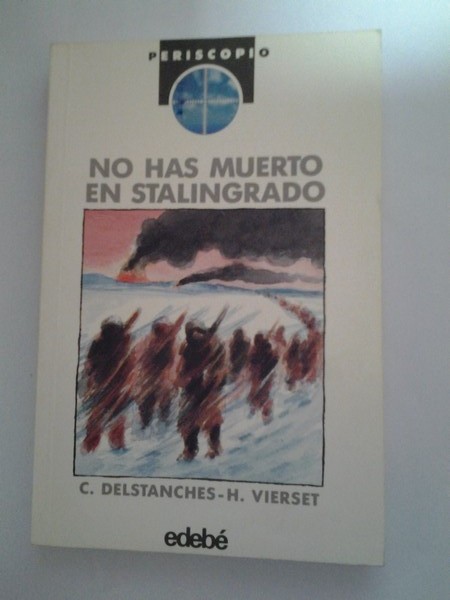 PERISCOPIO
NO HAS MUERTO
EN STALINGRADO
C. DELSTANCHES-H. VIERSET
edebé